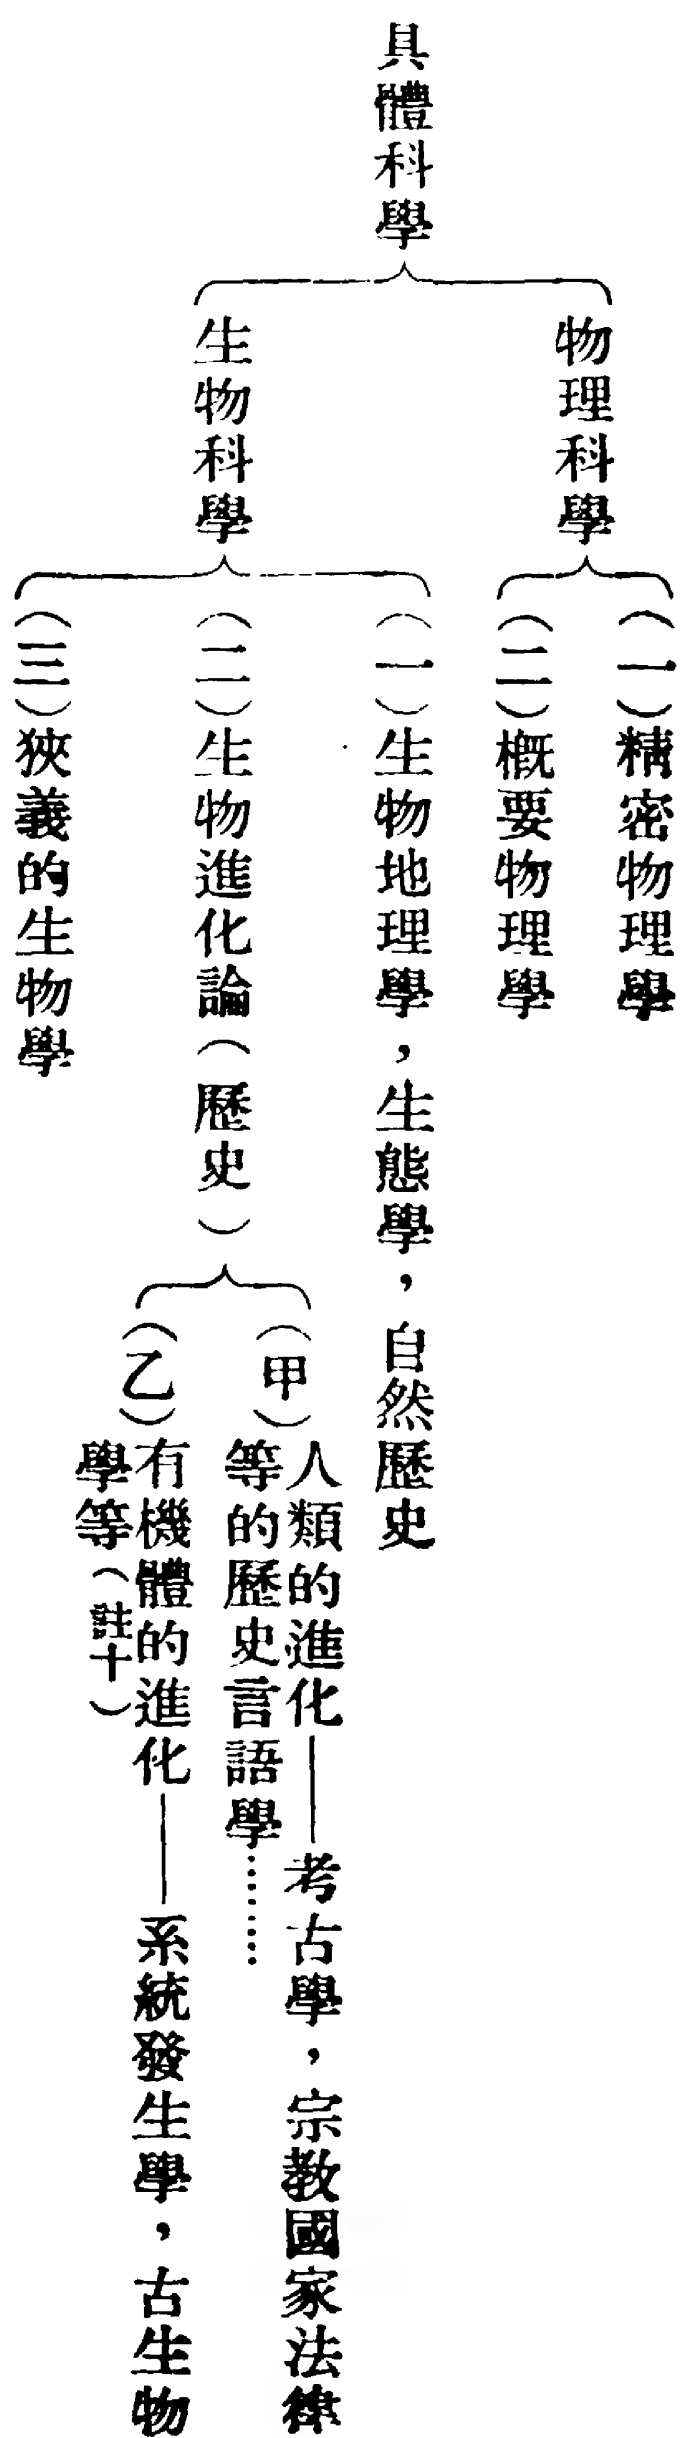 具體科學
物理科學
（一）精密物理學
（二）概要物理學
生物科學
（一）生物地理學，生態學，自然歷史
（二）生物進化論（歷史）
（甲）人類的進化——考古學，宗教國家法律
等的歷史言語學……
（乙）有機體的進化——系統發生學，古生物
學等（註十）
（三）狹義的生物學